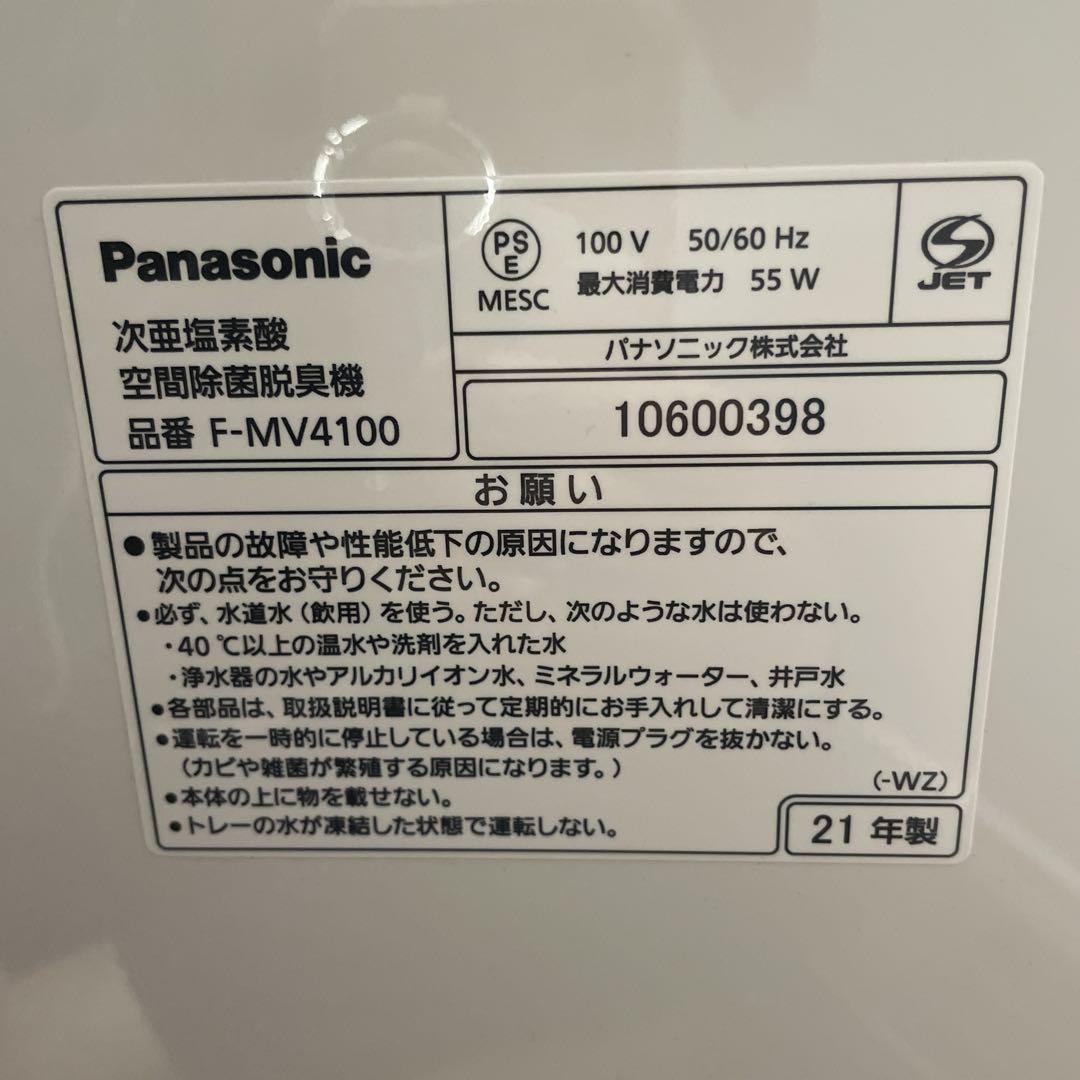 Panasonic
次亜塩素酸
空間除菌脱臭機
品番 F-MV4100
PS
E
MESC
100 V 50/60 Hz
最大消費電力 55 W
JET
パナソニック株式会社
10600398
お願い
●製品の故障や性能低下の原因になりますので、
次の点をお守りください。
●必ず、水道水（飲用）を使う。ただし、次のような水は使わない。
・40 ℃以上の温水や洗剤を入れた水
・浄水器の水やアルカリイオン水、ミネラルウォーター、井戸水
●各部品は、取扱説明書に従って定期的にお手入れして清潔にする。
●運転を一時的に停止している場合は、電源プラグを抜かない。
（カビや雑菌が繁殖する原因になります。）
●本体の上に物を載せない。
●トレーの水が凍結した状態で運転しない。
(-WZ)
21 年製